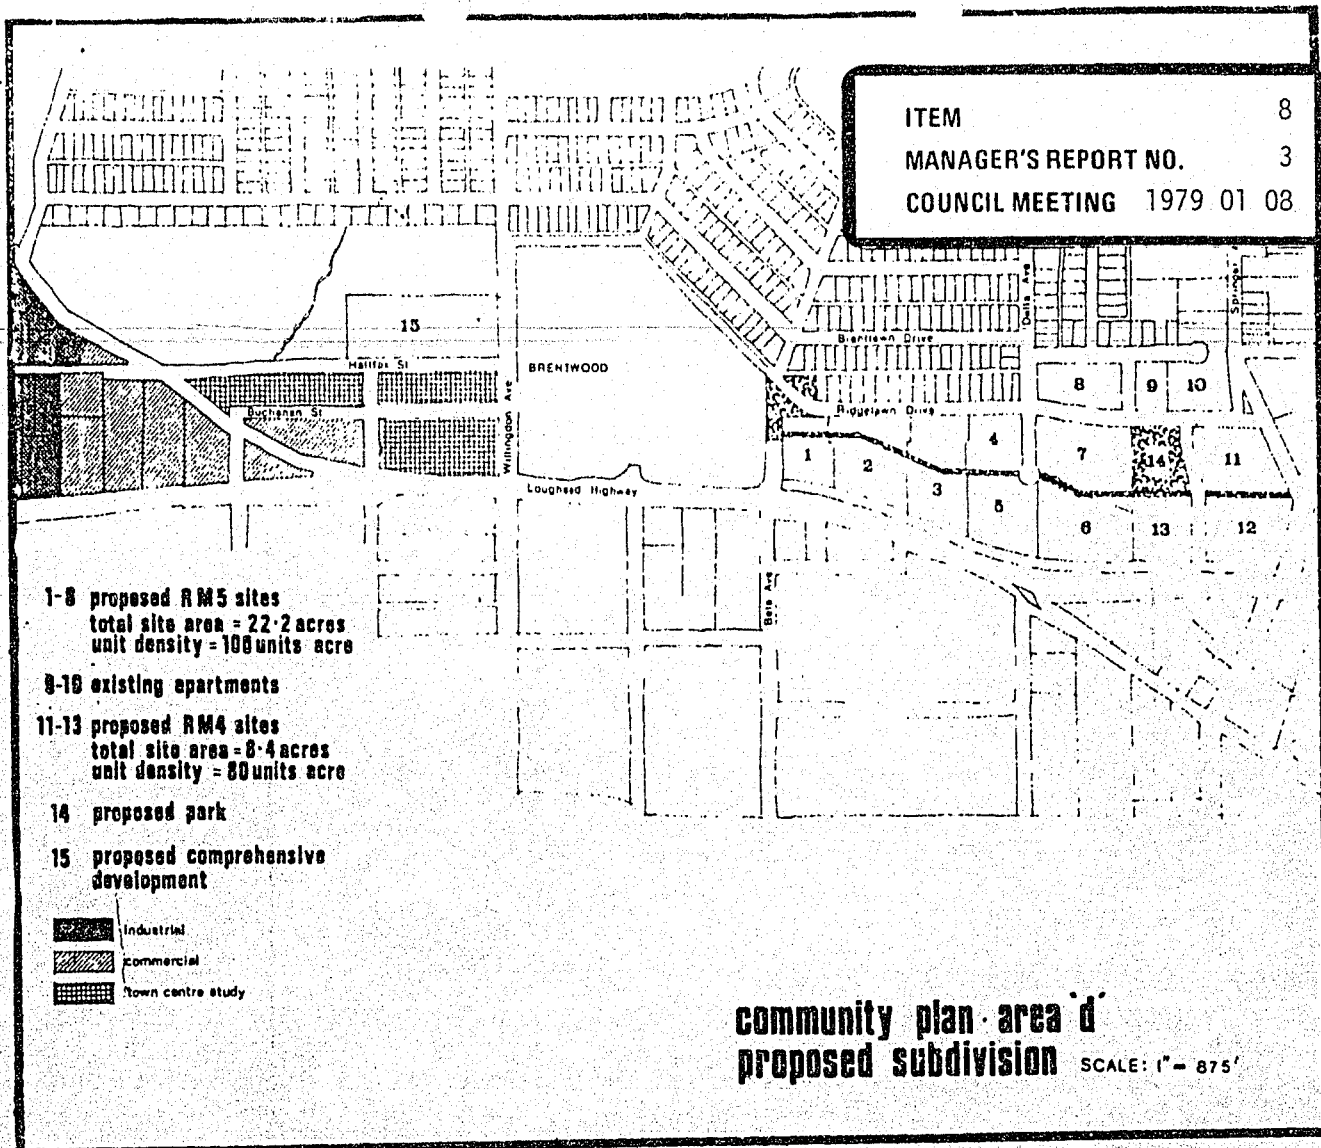 ITEM 8
MANAGER'S REPORT NO. 3
COUNCIL MEETING 1979 01 08
Springer
Delta Ave
15
Brentlawn Drive
Halifax St
BRENTWOOD
8
9
10
Buchanan St
Willingdon Ave
Ridgelawn Drive
1
2
4
7
14
11
Lougheed Highway
3
5
6
13
12
Beta Ave
1-8 proposed RM5 sites
total site area = 22·2 acres
unit density = 100 units acre
9-10 existing apartments
11-13 proposed RM4 sites
total site area = 8·4 acres
unit density = 80 units acre
14 proposed park
15 proposed comprehensive
development
industrial
commercial
town centre study
community plan · area 'd'
proposed subdivision SCALE: 1" = 875'